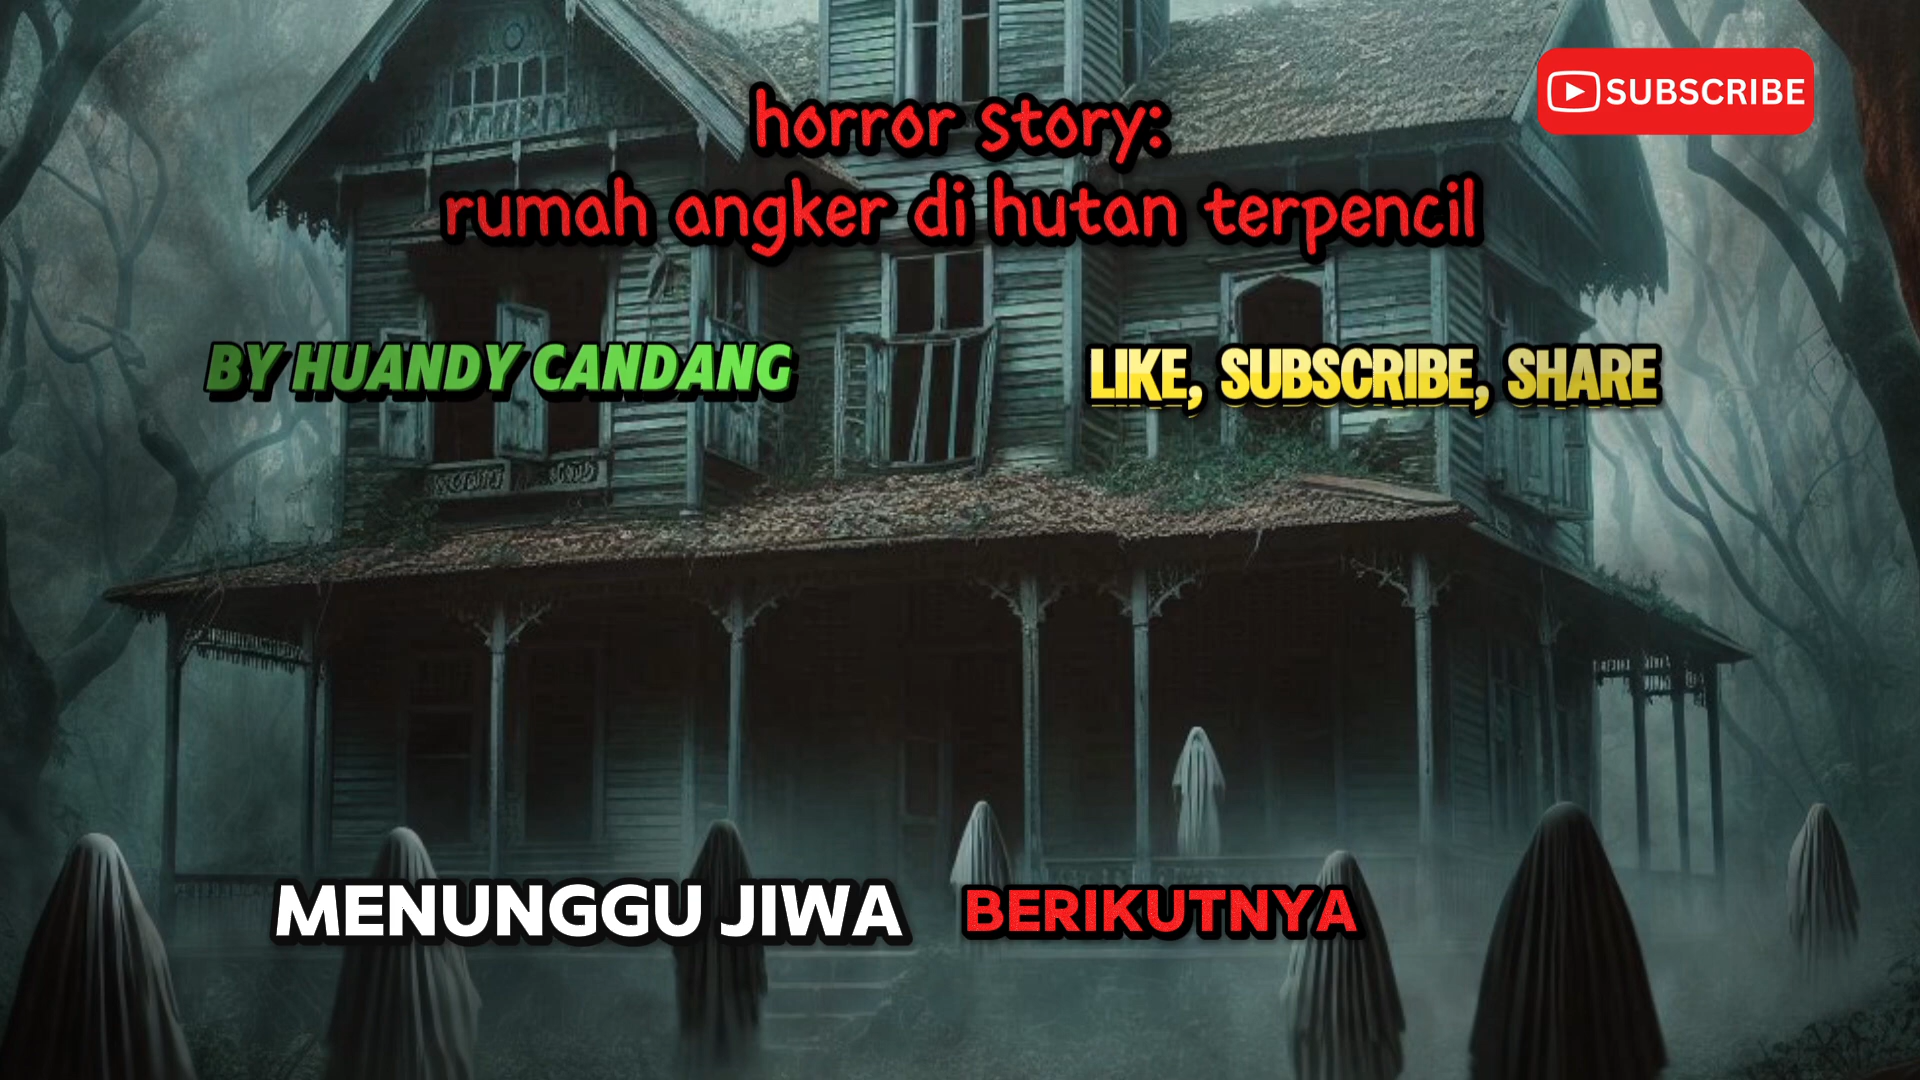 SUBSCRIBE
horror story:
rumah angker di hutan terpencil
BY HUANDY CANDANG
LIKE, SUBSCRIBE, SHARE
MENUNGGU JIWA BERIKUTNYA